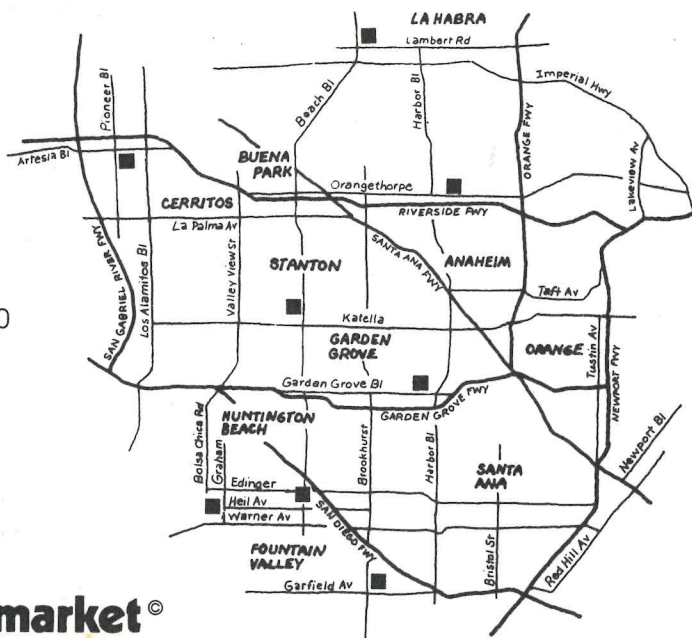 LA HABRA
Lambert Rd
Imperial Hwy
Pioneer Bl
Beach Bl
Harbor Bl
ORANGE FWY
Lakeview Av
Artesia Bl
BUENA
PARK
Orangethorpe
CERRITOS
RIVERSIDE FWY
La Palma Av
SANTA ANA FWY
SAN GABRIEL RIVER FWY
Los Alamitos Bl
Valley View St
STANTON
ANAHEIM
Taft Av
0
Katella
GARDEN
GROVE
ORANGE
Tustin Av
NEWPORT FWY
Garden Grove Bl
GARDEN GROVE FWY
Newport Bl
HUNTINGTON
BEACH
Bolsa Chica Rd
Graham
Brookhurst
Harbor Bl
SANTA
ANA
Edinger
Heil Av
Warner Av
SAN DIEGO FWY
Bristol St
Red Hill Av
FOUNTAIN
VALLEY
Garfield Av
market©